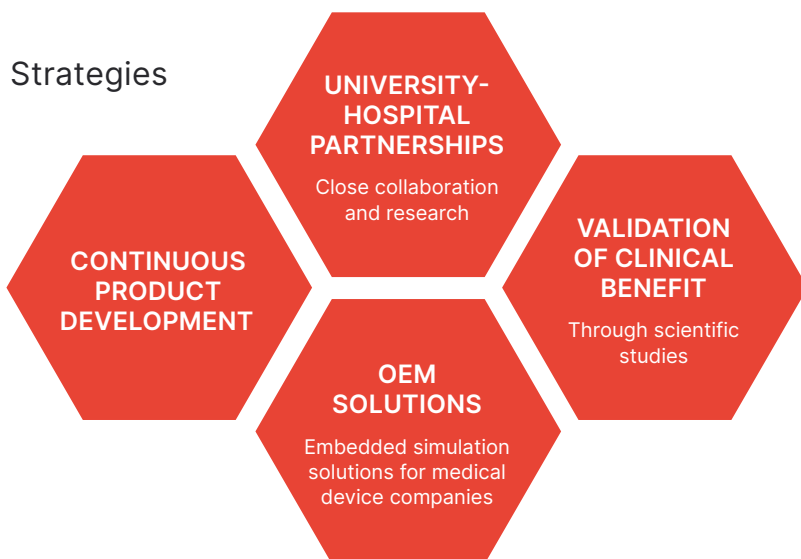 Strategies
UNIVERSITY-
HOSPITAL
PARTNERSHIPS
Close collaboration
and research
CONTINUOUS
PRODUCT
DEVELOPMENT
VALIDATION
OF CLINICAL
BENEFIT
Through scientific
studies
OEM
SOLUTIONS
Embedded simulation
solutions for medical
device companies